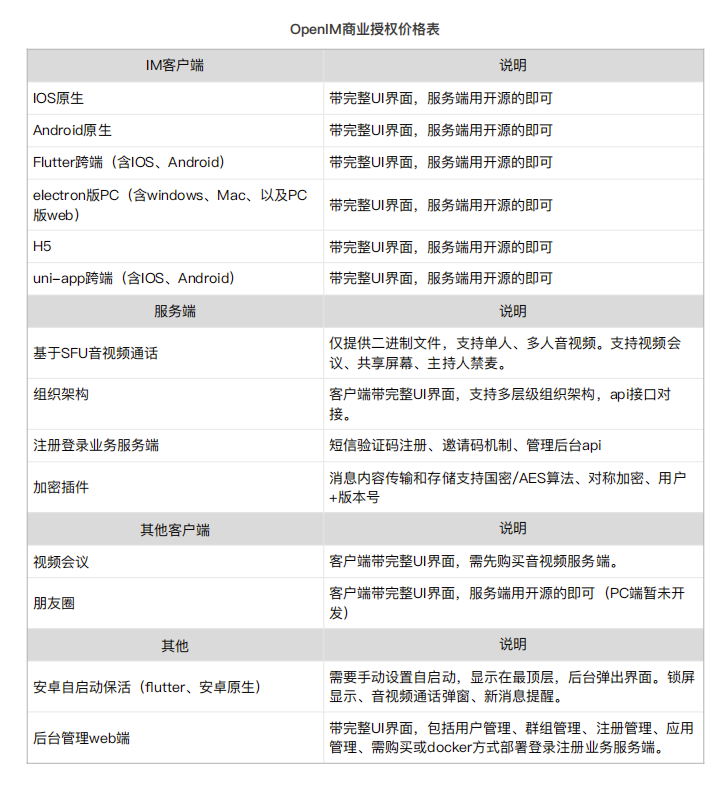 OpenIM商业授权价格表
IM客户端 说明
IOS原生 带完整UI界面，服务端用开源的即可
Android原生 带完整UI界面，服务端用开源的即可
Flutter跨端（含IOS、Android） 带完整UI界面，服务端用开源的即可
electron版PC（含windows、Mac、以及PC
版web） 带完整UI界面，服务端用开源的即可
H5 带完整UI界面，服务端用开源的即可
uni-app跨端（含IOS、Android） 带完整UI界面，服务端用开源的即可
服务端 说明
基于SFU音视频通话 仅提供二进制文件，支持单人、多人音视频。支持视频会
议、共享屏幕、主持人禁麦。
组织架构 客户端带完整UI界面，支持多层级组织架构，api接口对
接。
注册登录业务服务端 短信验证码注册、邀请码机制、管理后台api
加密插件 消息内容传输和存储支持国密/AES算法、对称加密、用户
+版本号
其他客户端 说明
视频会议 客户端带完整UI界面，需先购买音视频服务端。
朋友圈 客户端带完整UI界面，服务端用开源的即可（PC端暂未开
发）
其他 说明
安卓自启动保活（flutter、安卓原生） 需要手动设置自启动，显示在最顶层，后台弹出界面。锁屏
显示、音视频通话弹窗、新消息提醒。
后台管理web端 带完整UI界面，包括用户管理、群组管理、注册管理、应用
管理、需购买或docker方式部署登录注册业务服务端。